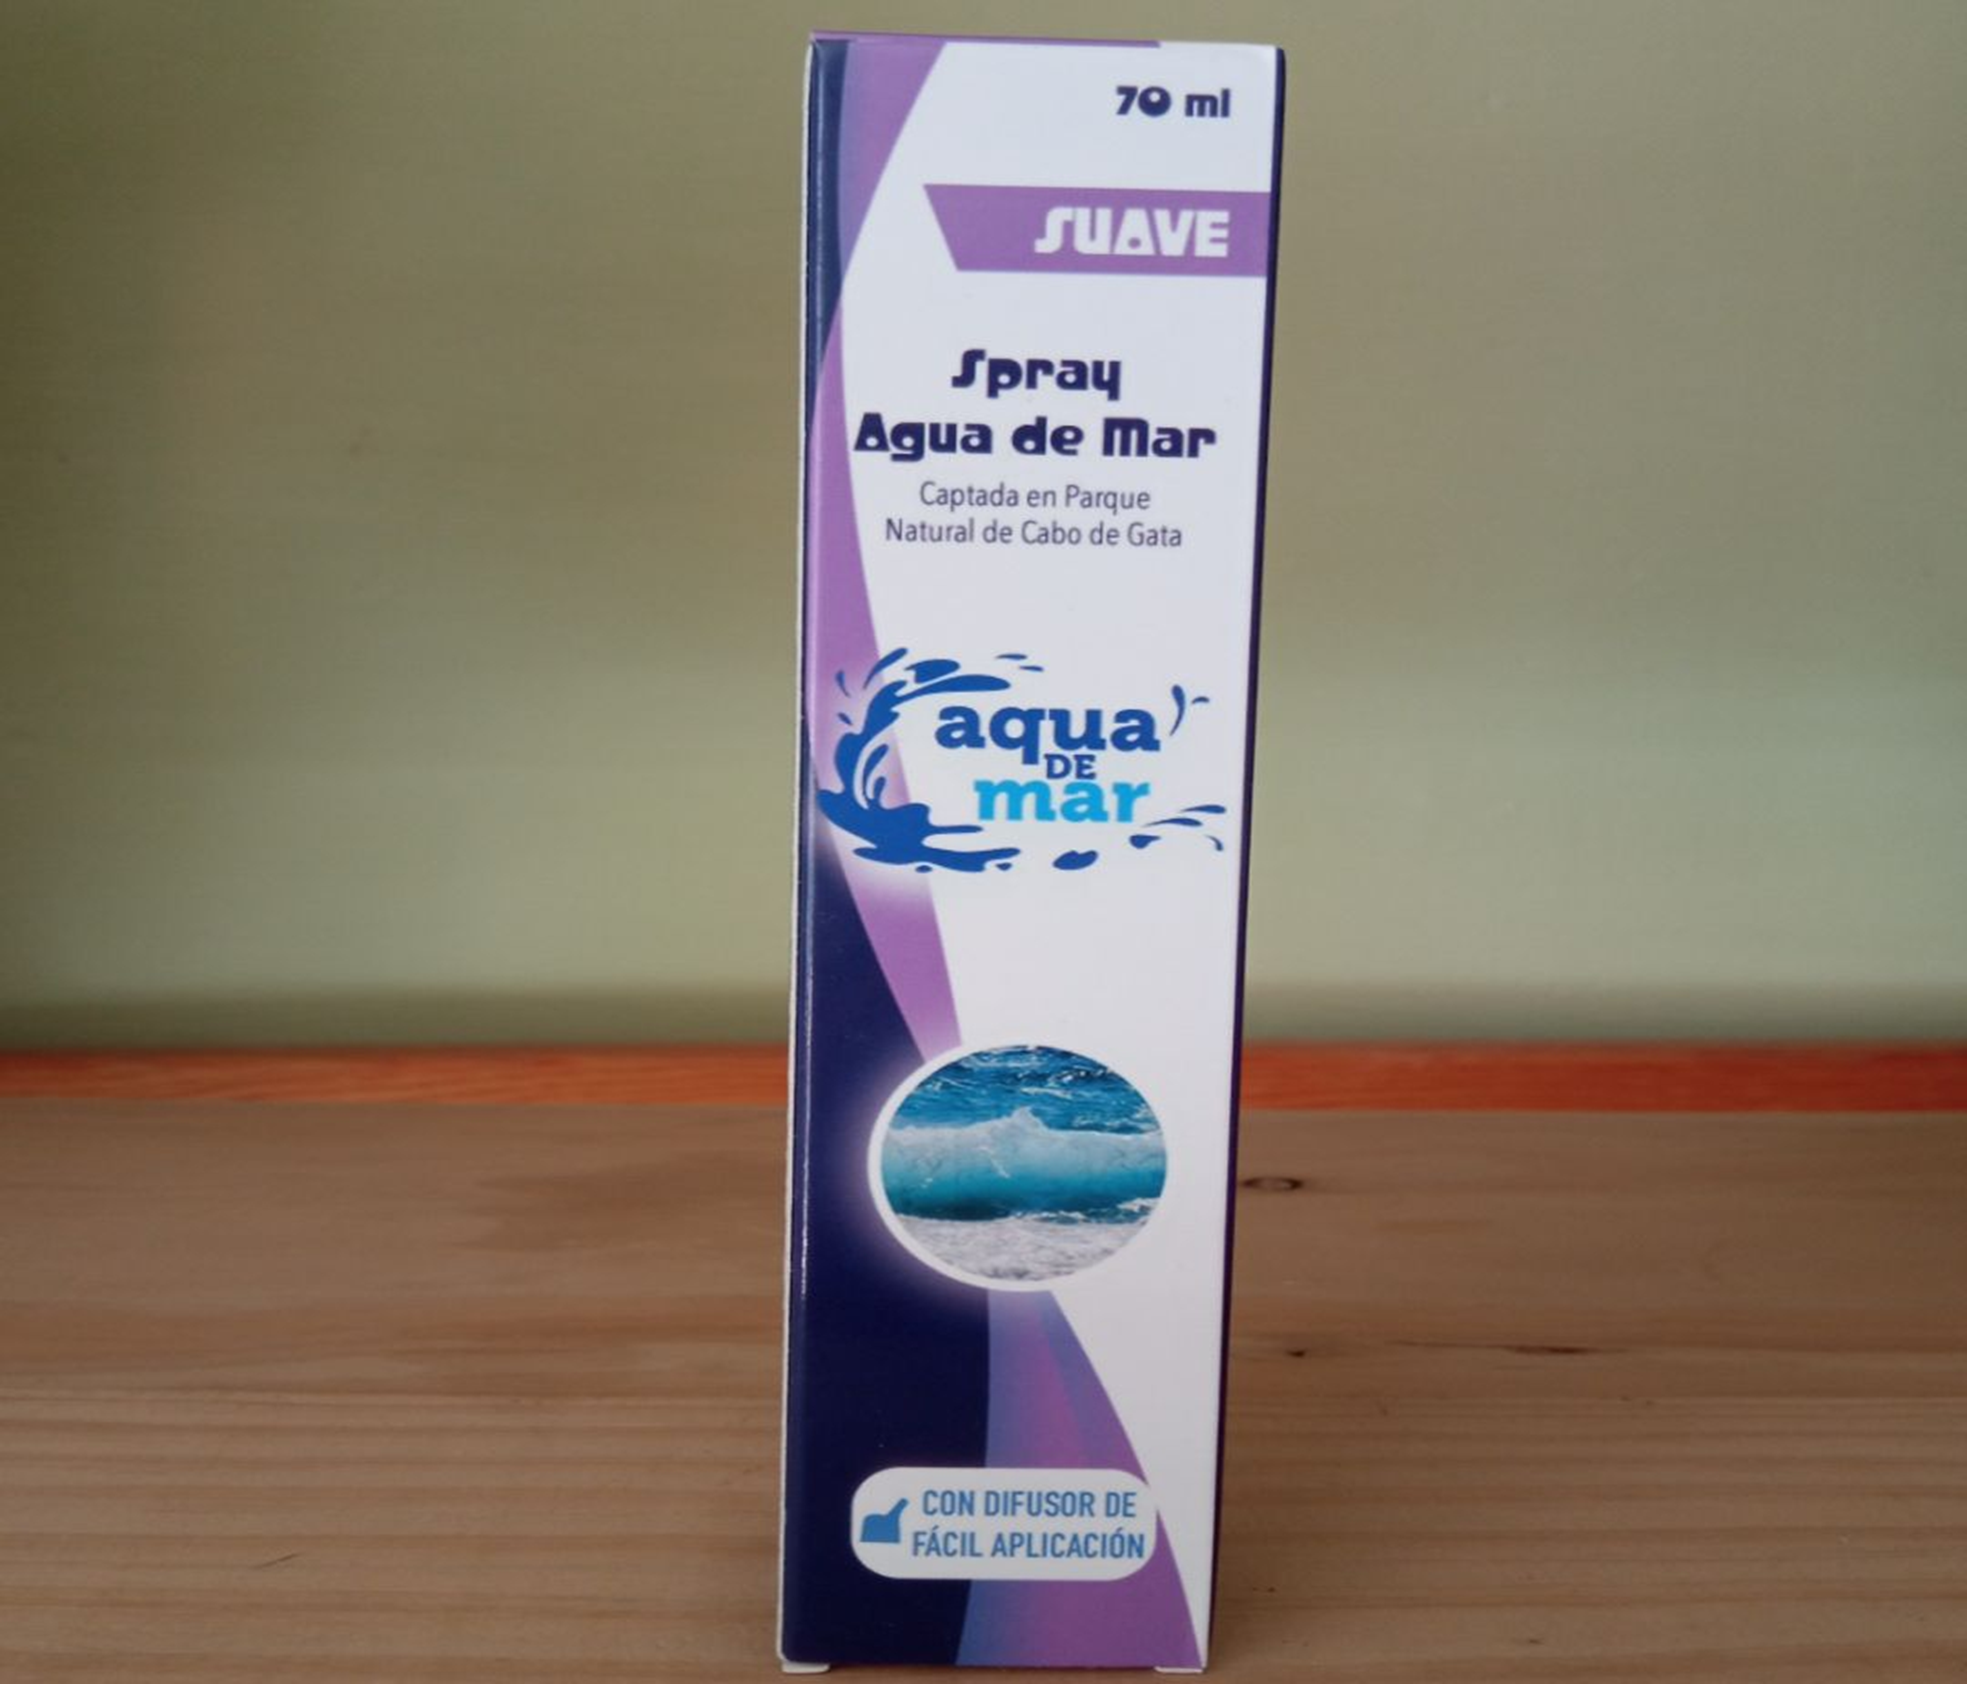 70 ml
SUAVE
Spray
Agua de Mar
Captada en Parque
Natural de Cabo de Gata
aqua
DE
mar
CON DIFUSOR DE
FÁCIL APLICACIÓN